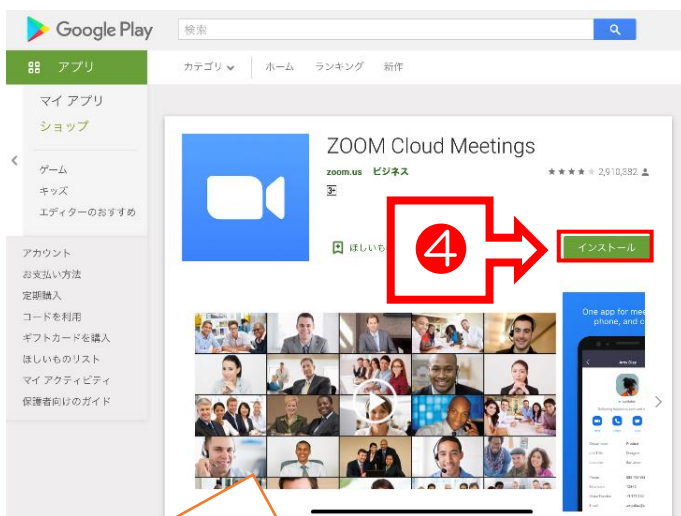 Google Play
検索
アプリ
カテゴリ
ホーム
ランキング
新作
マイ アプリ
ショップ
ゲーム
キッズ
エディターのおすすめ
アカウント
お支払い方法
定期購入
コードを利用
ギフトカードを購入
ほしいものリスト
マイ アクティビティ
保護者向けのガイド
ZOOM Cloud Meetings
zoom.us ビジネス
2,910,382
3+
ほしいも
4
インストール
One app for mee
phone, and c